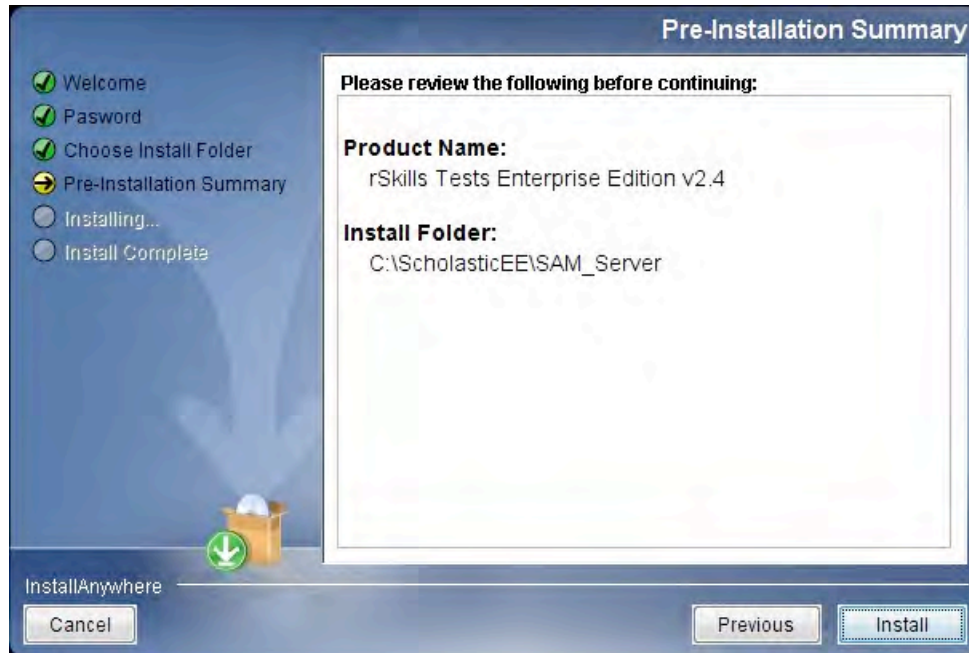 Pre-Installation Summary
Welcome
Pasword
Choose Install Folder
Pre-Installation Summary
Installing...
Install Complete
Please review the following before continuing:
Product Name:
rSkills Tests Enterprise Edition v2.4
Install Folder:
C:\ScholasticEE\SAM_Server
InstallAnywhere
Cancel
Previous
Install